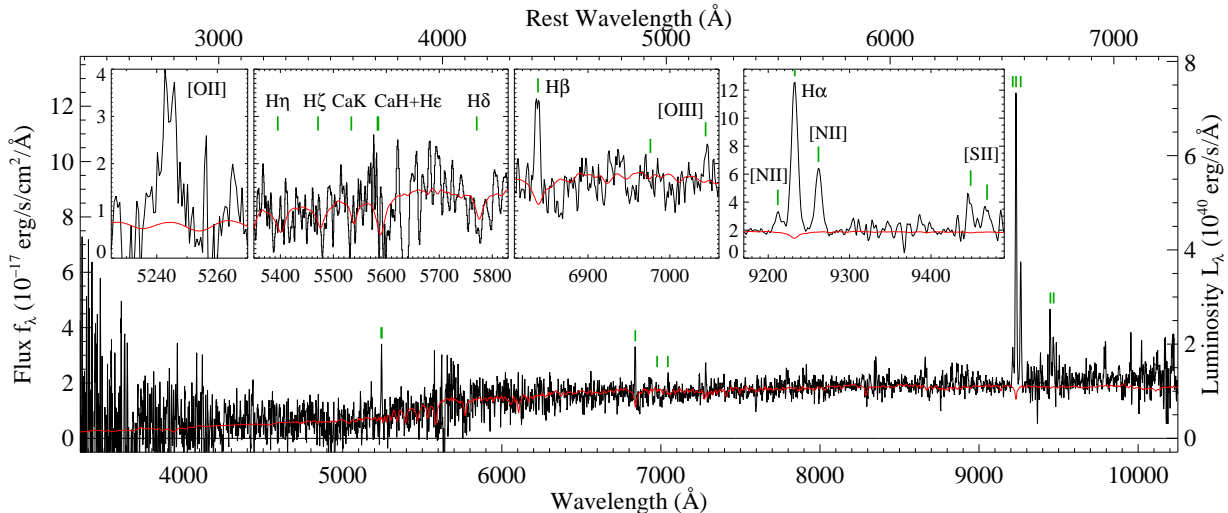 Rest Wavelength (Å)
3000 4000 5000 6000 7000
Flux f_λ (10^-17 erg/s/cm^2/Å)
12
10
8
6
4
2
0
4
3
2
1
0
[OII]
5240 5260
Hη Hζ CaK CaH+Hε Hδ
5400 5500 5600 5700 5800
Hβ
[OIII]
6900 7000
12
10
8
6
4
2
0
Hα
[NII] [NII] [SII]
9200 9300 9400
8
6
4
2
0
Luminosity L_λ (10^40 erg/s/Å)
4000 5000 6000 7000 8000 9000 10000
Wavelength (Å)